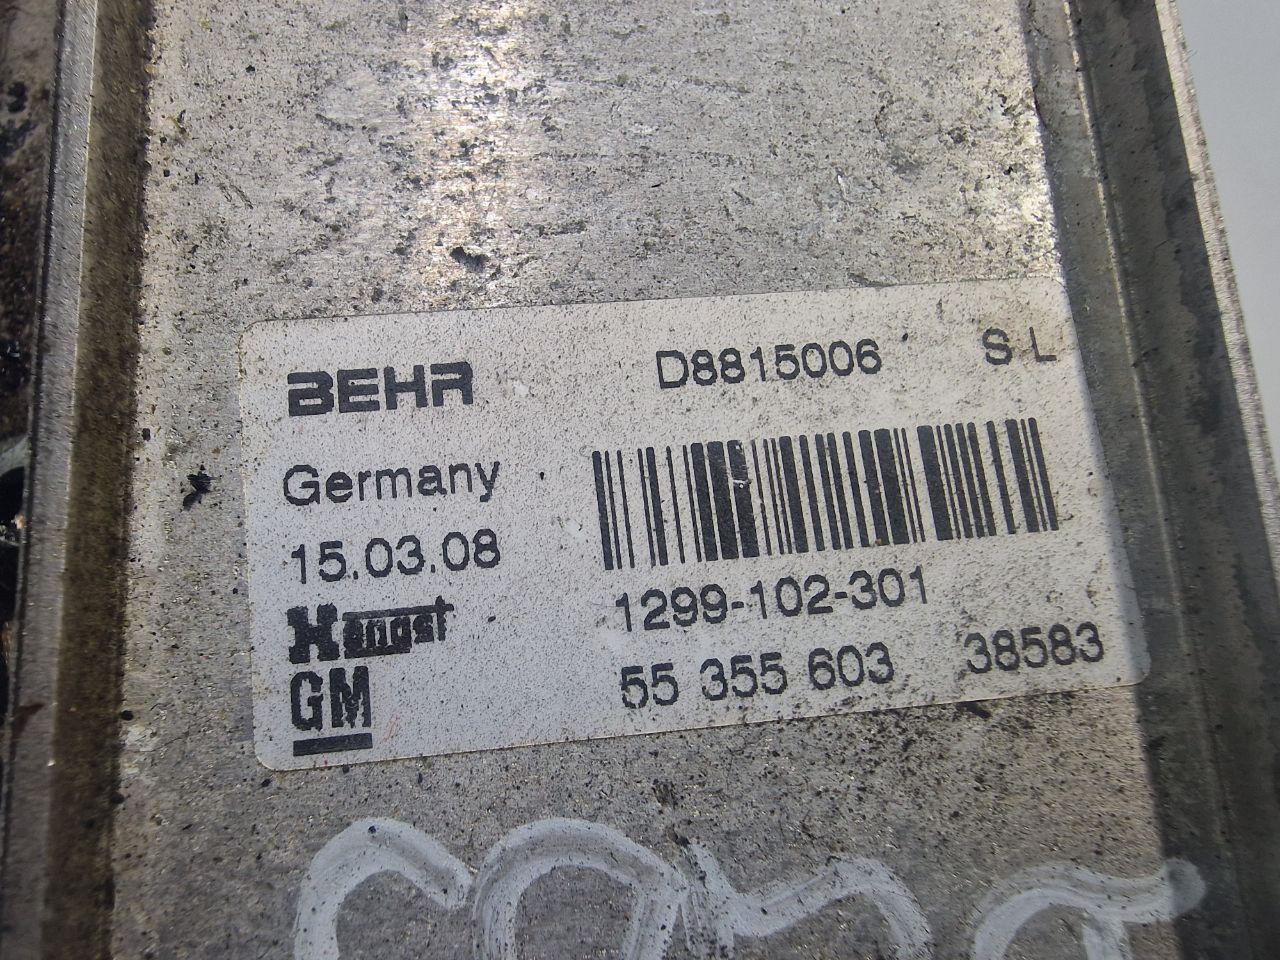 BEHR D8815006 S L
Germany
15.03.08
Hengst 1299-102-301
GM 55 355 603 38583